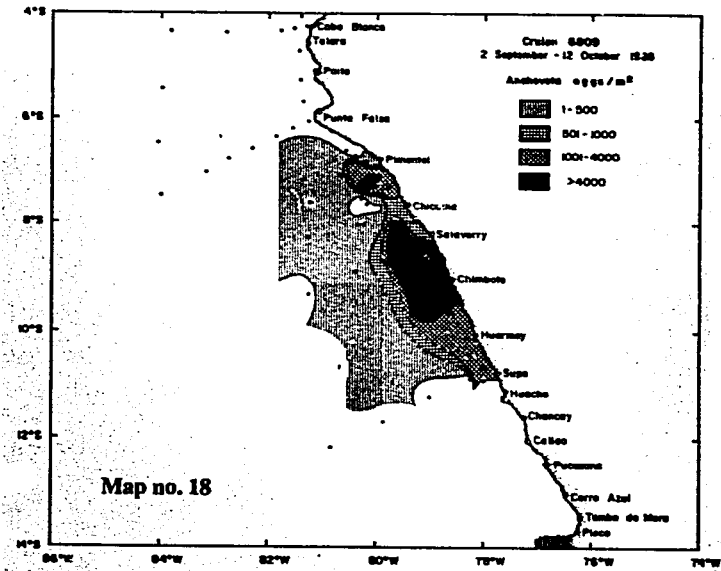 4°S
6°S
8°S
10°S
12°S
14°S
86°W
84°W
82°W
80°W
78°W
76°W
74°W
Cruise 6809
2 September - 12 October 1968
Anchoveta eggs/m²
1-500
501-1000
1001-4000
>4000
Cabo Blanco
Talara
Paita
Punta Falsa
Pimentel
Chicama
Salaverry
Chimbote
Huarmey
Supe
Huacho
Chancay
Callao
Pucusana
Cerro Azul
Tambo de Mora
Pisco
Map no. 18